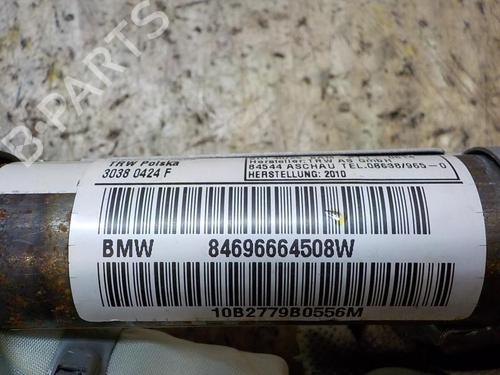 TRW Polska
3038 0424 F
Hersteller:TRW AS GmbH
84544 ASCHAU TEL.08638/965-0
HERSTELLUNG: 2010
BMW 84696664508W
10B2779B0556M